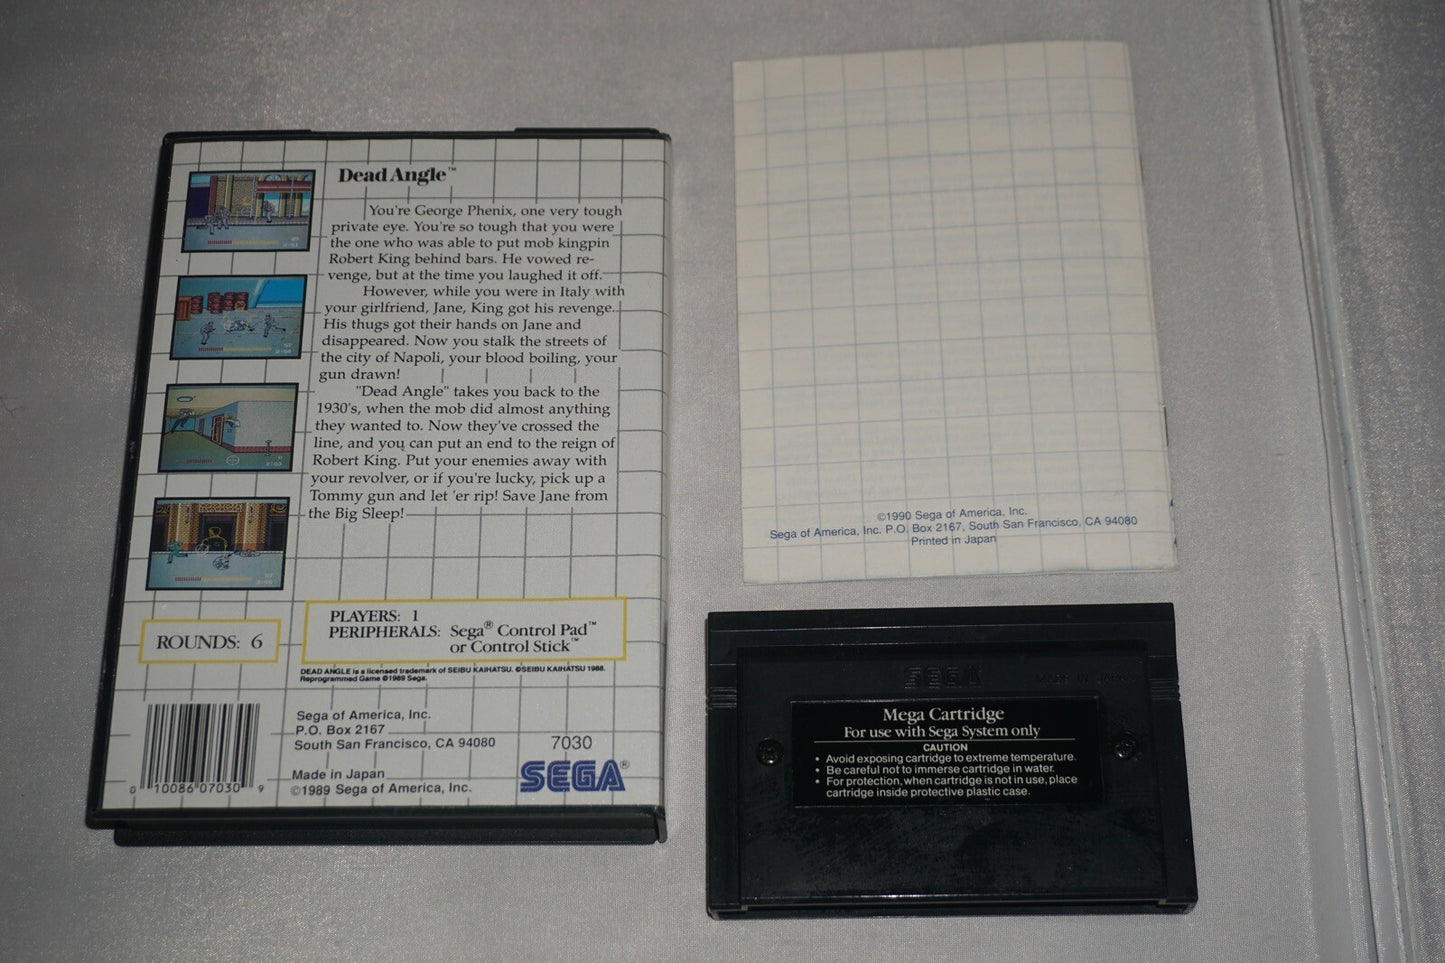 Dead Angle™
You're George Phenix, one very tough
private eye. You're so tough that you were
the one who was able to put mob kingpin
Robert King behind bars. He vowed re-
venge, but at the time you laughed it off.
However, while you were in Italy with
your girlfriend, Jane, King got his revenge.
His thugs got their hands on Jane and
disappeared. Now you stalk the streets of
the city of Napoli, your blood boiling, your
gun drawn!
"Dead Angle" takes you back to the
1930's, when the mob did almost anything
they wanted to. Now they've crossed the
line, and you can put an end to the reign of
Robert King. Put your enemies away with
your revolver, or if you're lucky, pick up a
Tommy gun and let 'er rip! Save Jane from
the Big Sleep!
ROUNDS: 6
PLAYERS: 1
PERIPHERALS: Sega® Control Pad™
or Control Stick™
DEAD ANGLE is a licensed trademark of SEIBU KAIHATSU. ©SEIBU KAIHATSU 1988.
Reprogrammed Game ©1989 Sega.
Sega of America, Inc.
P.O. Box 2167
South San Francisco, CA 94080
7030
Made in Japan
©1989 Sega of America, Inc.
SEGA®
0 10086 07030 9
©1990 Sega of America, Inc.
Sega of America, Inc. P.O. Box 2167, South San Francisco, CA 94080
Printed in Japan
SEGA
MADE IN JAPAN
Mega Cartridge
For use with Sega System only
CAUTION
• Avoid exposing cartridge to extreme temperature.
• Be careful not to immerse cartridge in water.
• For protection, when cartridge is not in use, place
cartridge inside protective plastic case.